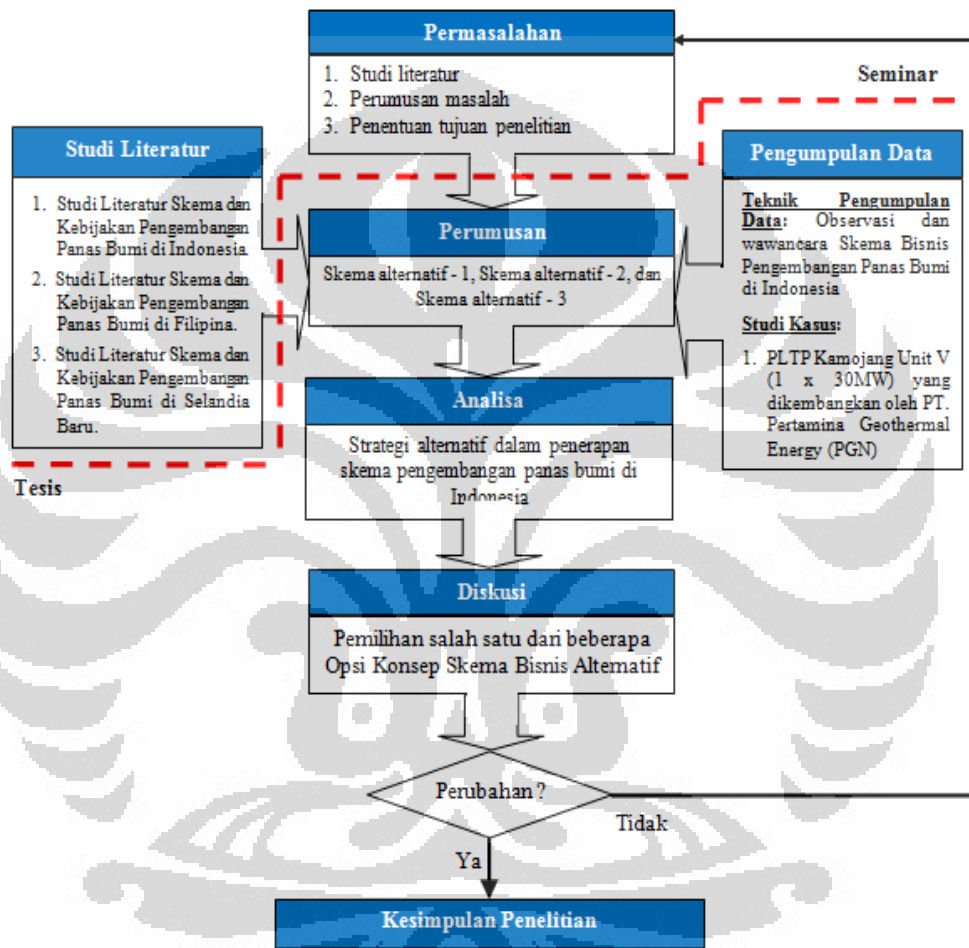 Permasalahan
1. Studi literatur
2. Perumusan masalah
3. Penentuan tujuan penelitian
Seminar
Studi Literatur
1. Studi Literatur Skema dan
Kebijakan Pengembangan
Panas Bumi di Indonesia
2. Studi Literatur Skema dan
Kebijakan Pengembangan
Panas Bumi di Filipina.
3. Studi Literatur Skema dan
Kebijakan Pengembangan
Panas Bumi di Selandia
Baru.
Tesis
Perumusan
Skema alternatif - 1, Skema alternatif - 2, dan
Skema alternatif - 3
Pengumpulan Data
Teknik Pengumpulan
Data: Observasi dan
wawancara Skema Bisnis
Pengembangan Panas Bumi
di Indonesia
Studi Kasus:
1. PLTP Kamojang Unit V
(1 x 30MW) yang
dikembangkan oleh PT.
Pertamina Geothermal
Energy (PGN)
Analisa
Strategi alternatif dalam penerapan
skema pengembangan panas bumi di
Indonesia
Diskusi
Pemilihan salah satu dari beberapa
Opsi Konsep Skema Bisnis Alternatif
Perubahan ?
Tidak
Ya
Kesimpulan Penelitian